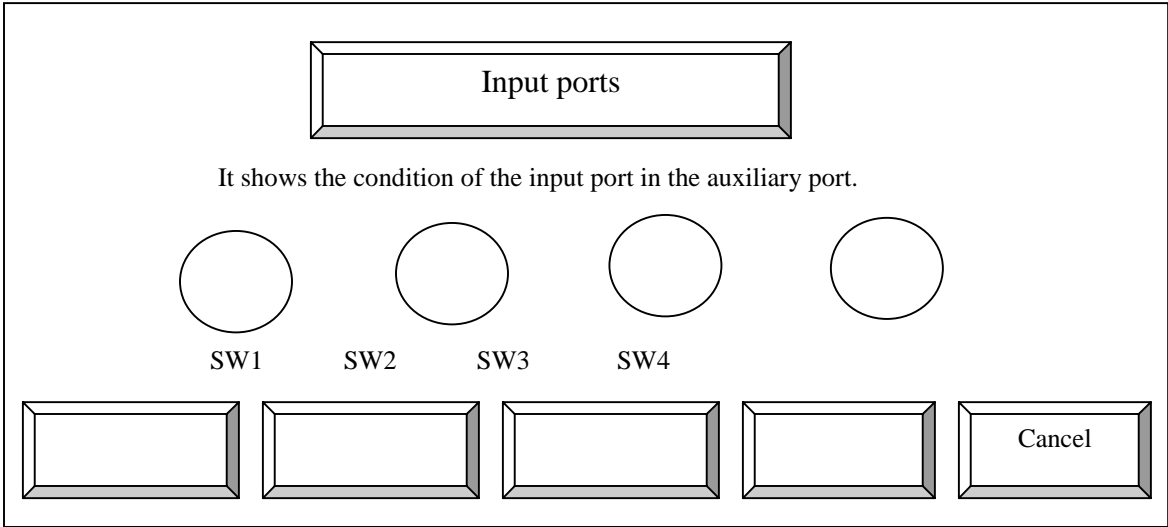 Input ports
It shows the condition of the input port in the auxiliary port.
SW1 SW2 SW3 SW4
Cancel